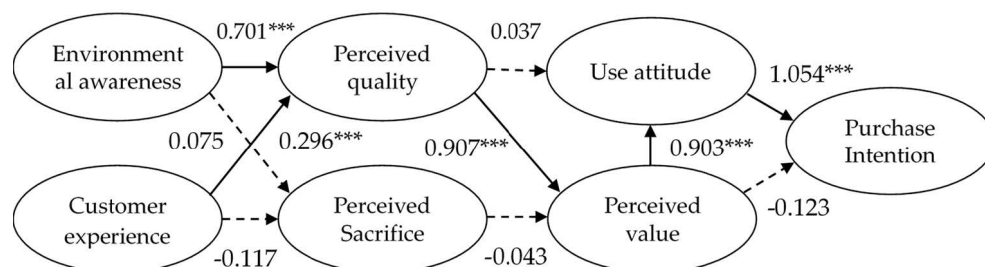 0.701***
0.037
Environment
al awareness
Perceived
quality
Use attitude
1.054***
0.075
0.296***
0.907***
0.903***
Purchase
Intention
Customer
experience
Perceived
Sacrifice
Perceived
value
-0.123
-0.117
-0.043